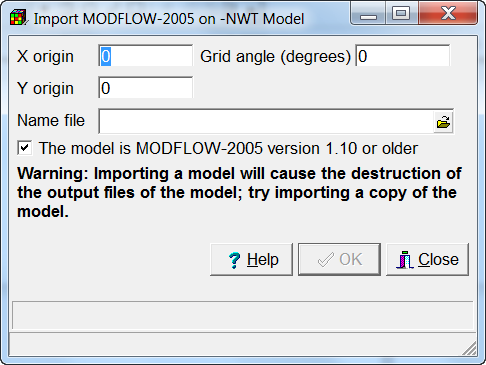 Import MODFLOW-2005 on -NWT Model
X origin 0 Grid angle (degrees) 0
Y origin 0
Name file
The model is MODFLOW-2005 version 1.10 or older
Warning: Importing a model will cause the destruction of
the output files of the model; try importing a copy of the
model.
Help OK Close